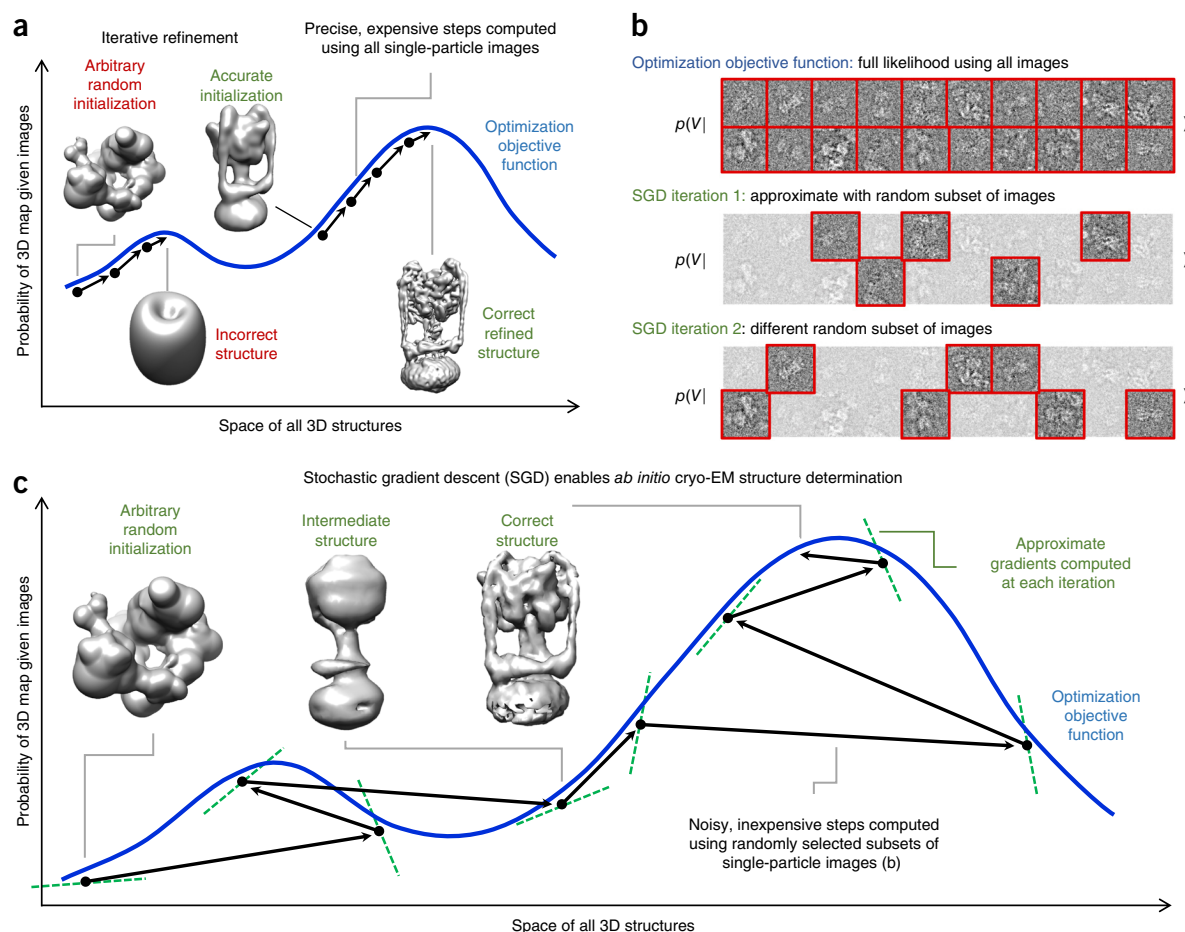 a
Iterative refinement
Precise, expensive steps computed
using all single-particle images
Arbitrary
random
initialization
Accurate
initialization
Optimization
objective
function
Incorrect
structure
Correct
refined
structure
Probability of 3D map given images
Space of all 3D structures
b
Optimization objective function: full likelihood using all images
p(V|
SGD iteration 1: approximate with random subset of images
p(V|
SGD iteration 2: different random subset of images
p(V|
c
Stochastic gradient descent (SGD) enables ab initio cryo-EM structure determination
Arbitrary
random
initialization
Intermediate
structure
Correct
structure
Approximate
gradients computed
at each iteration
Optimization
objective
function
Noisy, inexpensive steps computed
using randomly selected subsets of
single-particle images (b)
Probability of 3D map given images
Space of all 3D structures